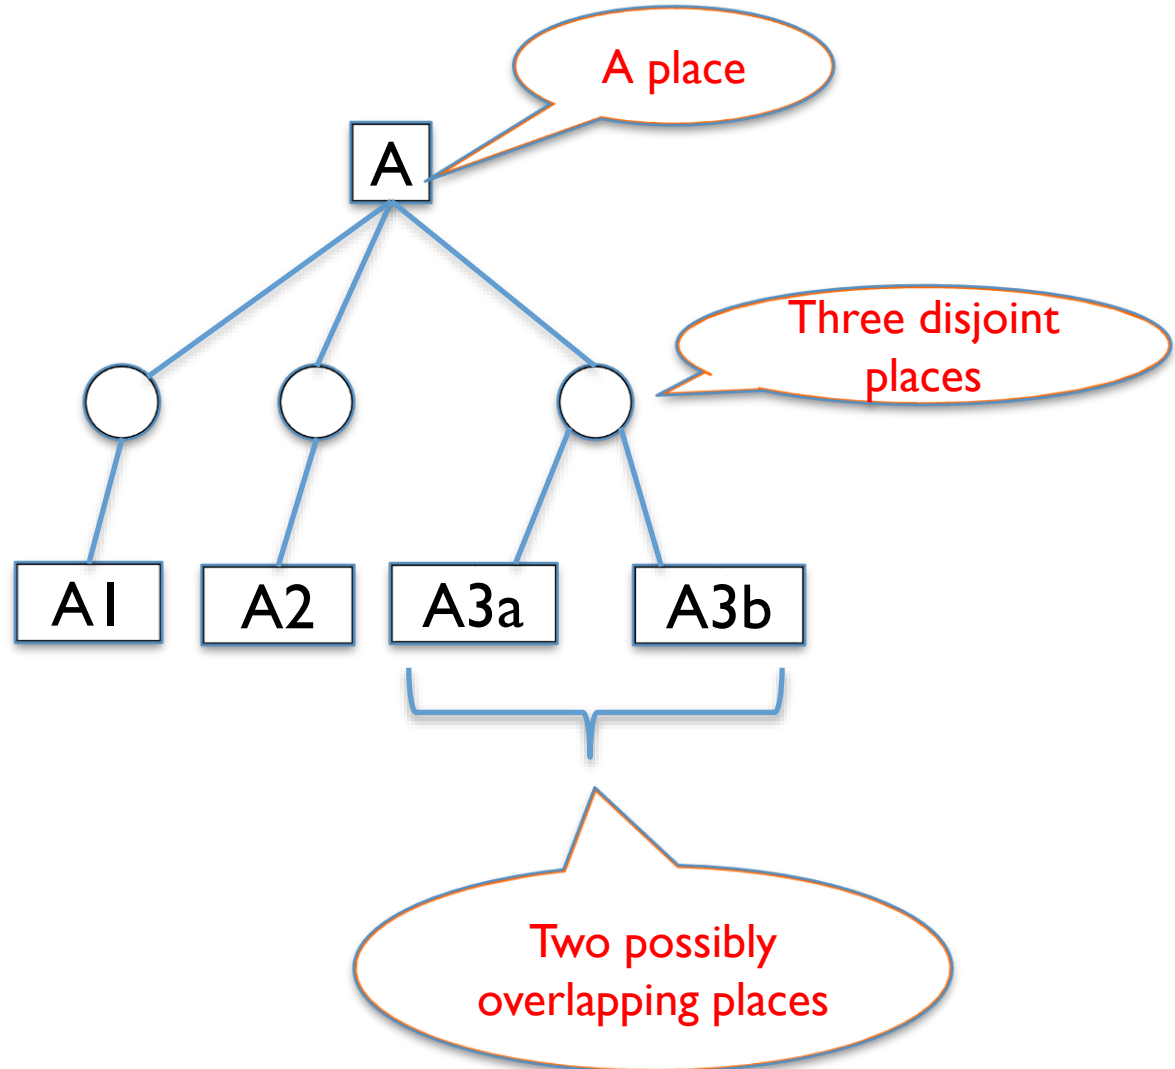 A place
A
Three disjoint
places
A1
A2
A3a
A3b
Two possibly
overlapping places